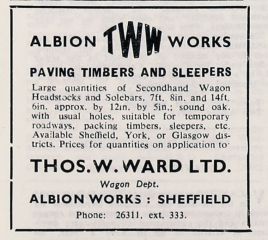 ALBION TWW WORKS
PAVING TIMBERS AND SLEEPERS
Large quantities of Secondhand Wagon
Headstocks and Solebars, 7ft. 8in. and 14ft.
6in. approx. by 12in. by 5in.; sound oak.
with usual holes, suitable for temporary
roadways, packing timbers, sleepers, etc.
Available Sheffield, York, or Glasgow dis-
tricts. Prices for quantities on application to
THOS. W. WARD LTD.
Wagon Dept.
ALBION WORKS : SHEFFIELD
Phone: 26311, ext. 333.